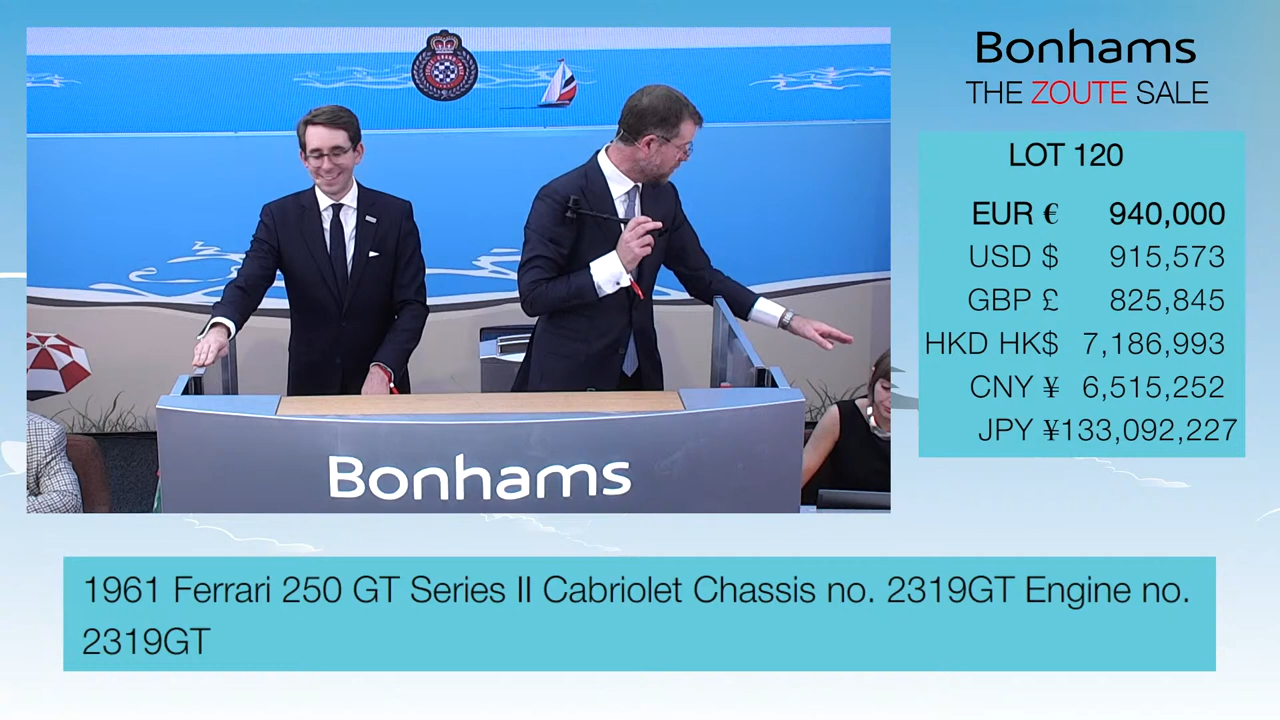 Bonhams
THE ZOUTE SALE
LOT 120
EUR € 940,000
USD $ 915,573
GBP £ 825,845
HKD HK$ 7,186,993
CNY ¥ 6,515,252
JPY ¥133,092,227
Bonhams
1961 Ferrari 250 GT Series II Cabriolet Chassis no. 2319GT Engine no.
2319GT